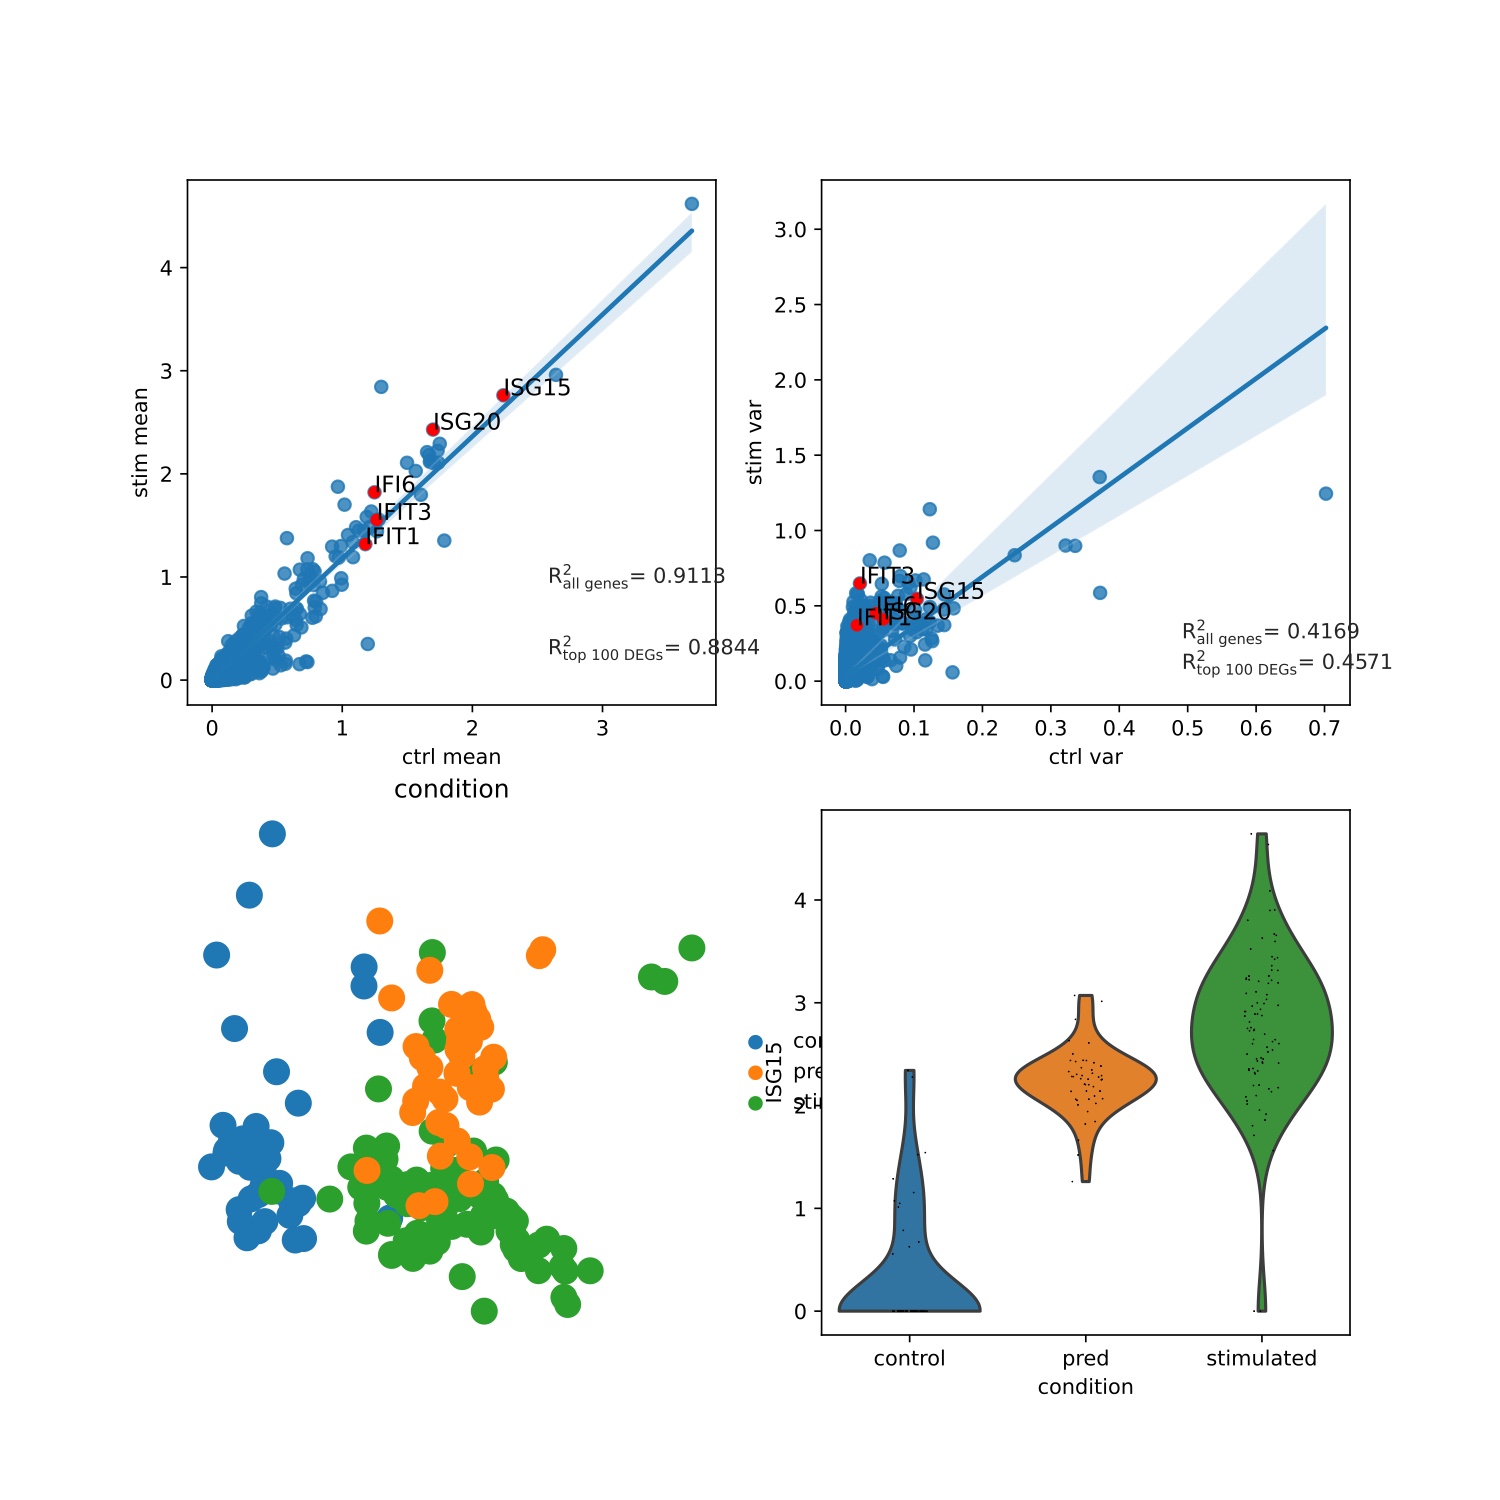 4
3
2
1
0
stim mean
ISG15
ISG20
IFI6
IFIT3
IFIT1
R²all genes= 0.9113
R²top 100 DEGs= 0.8844
0 1 2 3
ctrl mean
3.0
2.5
2.0
1.5
1.0
0.5
0.0
stim var
IFIT3
ISG15
IFI6
ISG20
IFIT1
R²all genes= 0.4169
R²top 100 DEGs= 0.4571
0.0 0.1 0.2 0.3 0.4 0.5 0.6 0.7
ctrl var
condition
ISG15
4
3
2
1
0
control pred stimulated
condition